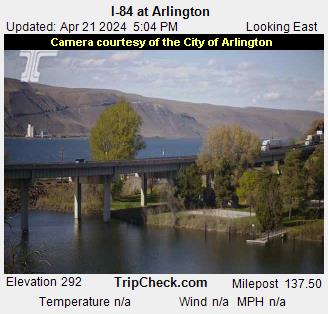 I-84 at Arlington
Updated: Apr 21 2024 5:04 PM Looking East
Camera courtesy of the City of Arlington
Elevation 292 TripCheck.com Milepost 137.50
Temperature n/a Wind n/a MPH n/a